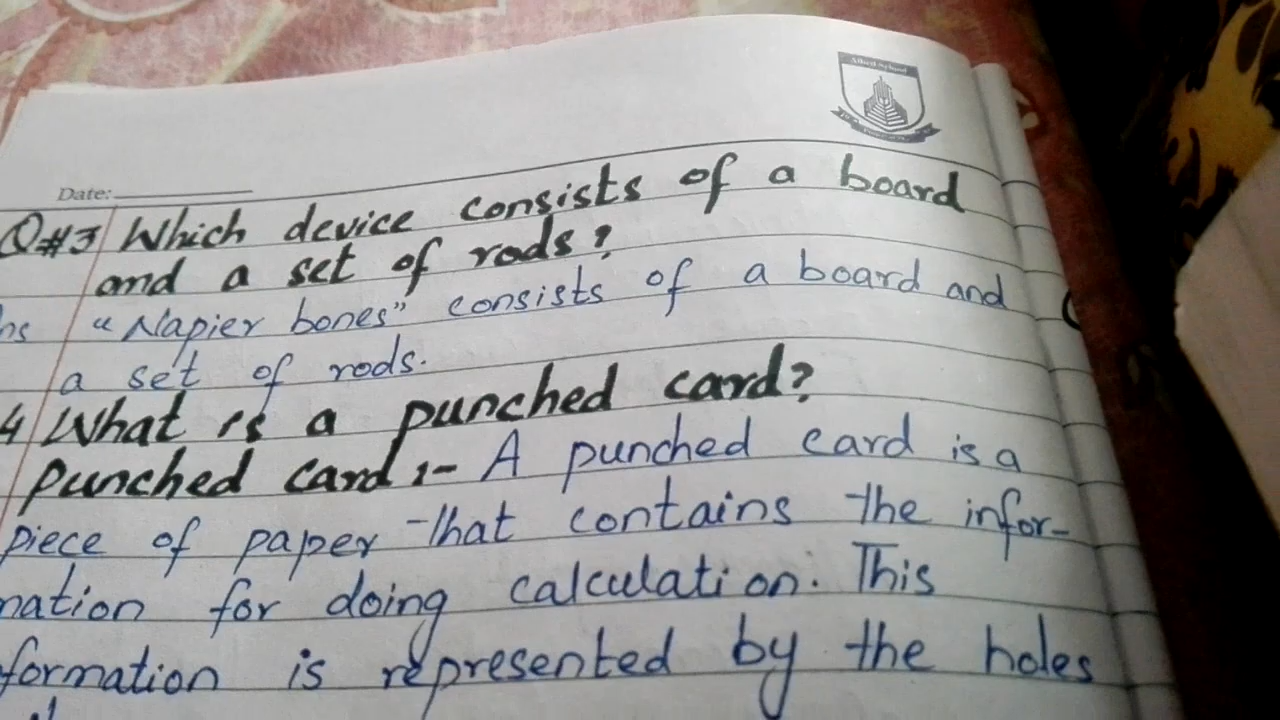 Date:
Q#3 Which device consists of a board
and a set of rods?
ns "Napier bones" consists of a board and
a set of rods.
4 What is a punched card?
Punched card:- A punched card is a
piece of paper that contains the infor-
mation for doing calculation. This
formation is represented by the holes